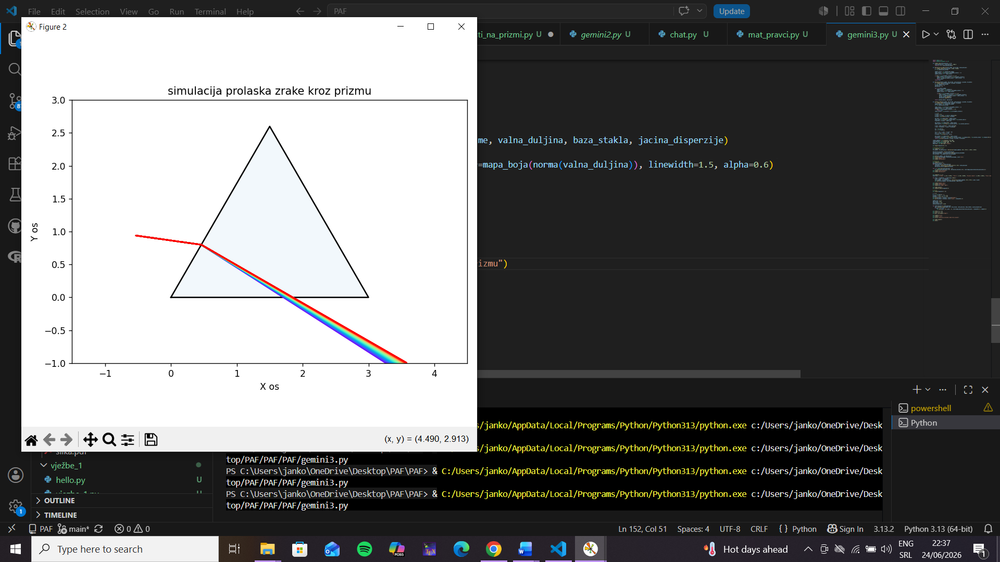 File Edit Selection View Go Run Terminal Help
PAF
Update
Figure 2
ti_na_prizmi.py U
gemini2.py U
chat.py U
mat_pravci.py U
gemini3.py U
simulacija prolaska zrake kroz prizmu
3.0
2.5
2.0
1.5
1.0
0.5
0.0
−0.5
−1.0
Y os
−1 0 1 2 3 4
X os
(x, y) = (4.490, 2.913)
me, valna_duljina, baza_stakla, jacina_disperzije)
=mapa_boja(norma(valna_duljina)), linewidth=1.5, alpha=0.6)
izmu")
powershell
Python
s/janko/AppData/Local/Programs/Python/Python313/python.exe c:/Users/janko/OneDrive/Desk
s/janko/AppData/Local/Programs/Python/Python313/python.exe c:/Users/janko/OneDrive/Desk
top/PAF/PAF/PAF/gemini3.py
PS C:\Users\janko\OneDrive\Desktop\PAF\PAF> & C:/Users/janko/AppData/Local/Programs/Python/Python313/python.exe c:/Users/janko/OneDrive/Desk
top/PAF/PAF/PAF/gemini3.py
PS C:\Users\janko\OneDrive\Desktop\PAF\PAF> & C:/Users/janko/AppData/Local/Programs/Python/Python313/python.exe c:/Users/janko/OneDrive/Desk
top/PAF/PAF/PAF/gemini3.py
slika.pdf
vježbe_1
hello.py U
OUTLINE
TIMELINE
PAF main* 0 0
Ln 152, Col 51 Spaces: 4 UTF-8 CRLF {} Python Sign In 3.13.2 Python 3.13 (64-bit)
Type here to search
Hot days ahead
ENG
SRL
22:37
24/06/2026
1